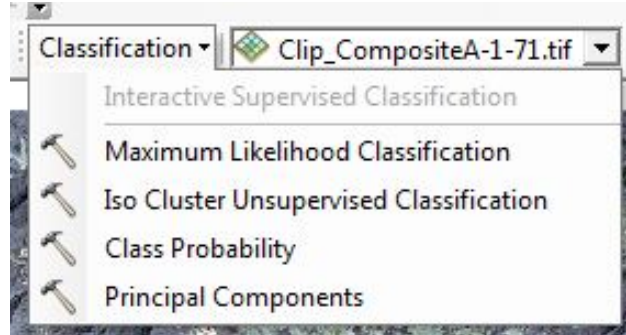 Classification Clip_CompositeA-1-71.tif
Interactive Supervised Classification
Maximum Likelihood Classification
Iso Cluster Unsupervised Classification
Class Probability
Principal Components